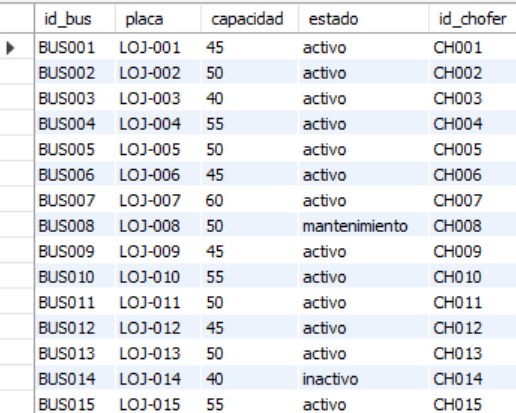 id_bus placa capacidad estado id_chofer
BUS001 LOJ-001 45 activo CH001
BUS002 LOJ-002 50 activo CH002
BUS003 LOJ-003 40 activo CH003
BUS004 LOJ-004 55 activo CH004
BUS005 LOJ-005 50 activo CH005
BUS006 LOJ-006 45 activo CH006
BUS007 LOJ-007 60 activo CH007
BUS008 LOJ-008 50 mantenimiento CH008
BUS009 LOJ-009 45 activo CH009
BUS010 LOJ-010 55 activo CH010
BUS011 LOJ-011 50 activo CH011
BUS012 LOJ-012 45 activo CH012
BUS013 LOJ-013 50 activo CH013
BUS014 LOJ-014 40 inactivo CH014
BUS015 LOJ-015 55 activo CH015